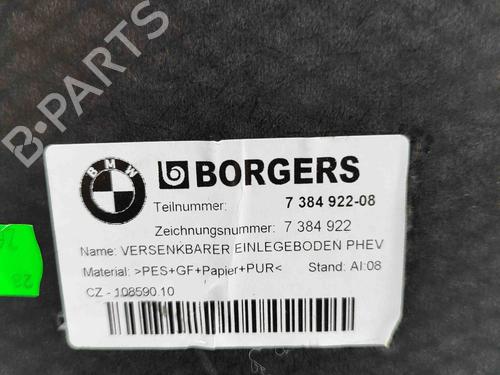 B-PARTS
BMW
BORGERS
Teilnummer: 7 384 922-08
Zeichnungsnummer: 7 384 922
Name: VERSENKBARER EINLEGEBODEN PHEV
Material: >PES+GF+Papier+PUR< Stand: AI:08
CZ - 108590.10